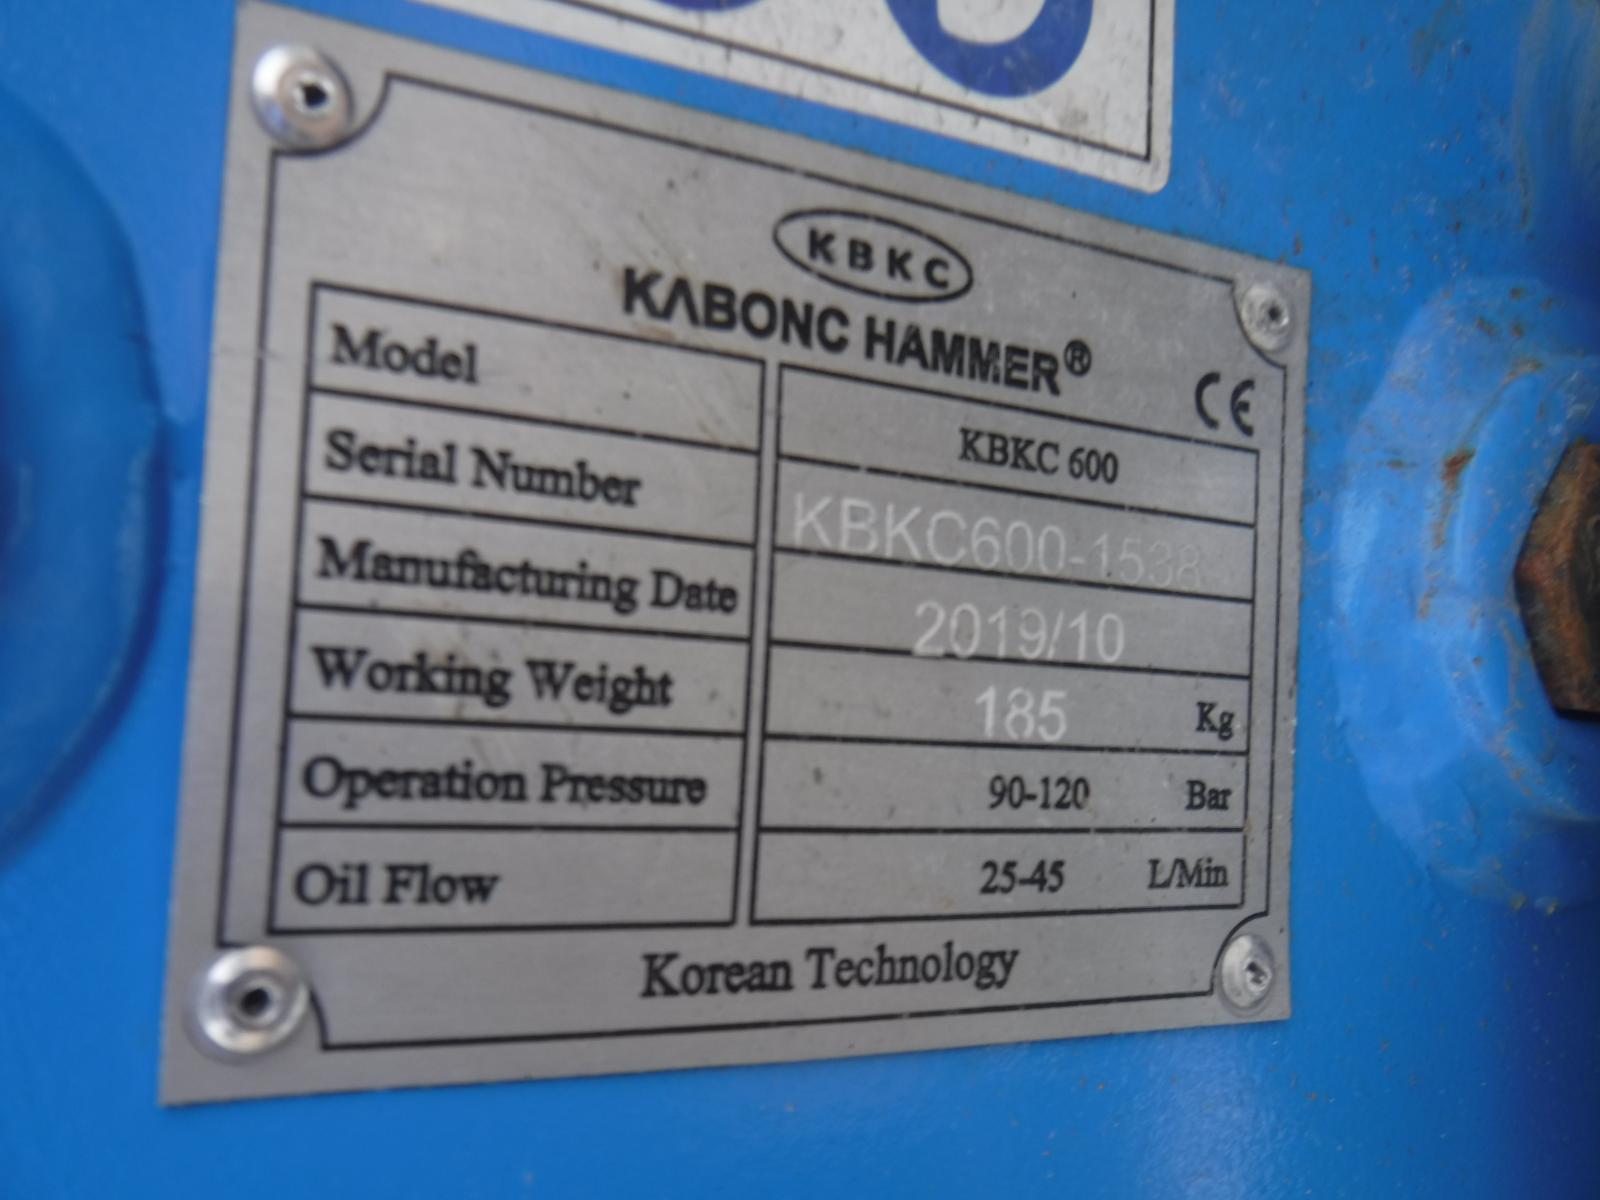 KBKC
KABONC HAMMER®
CE
Model KBKC 600
Serial Number KBKC600-1538
Manufacturing Date 2019/10
Working Weight 185 Kg
Operation Pressure 90-120 Bar
Oil Flow 25-45 L/Min
Korean Technology